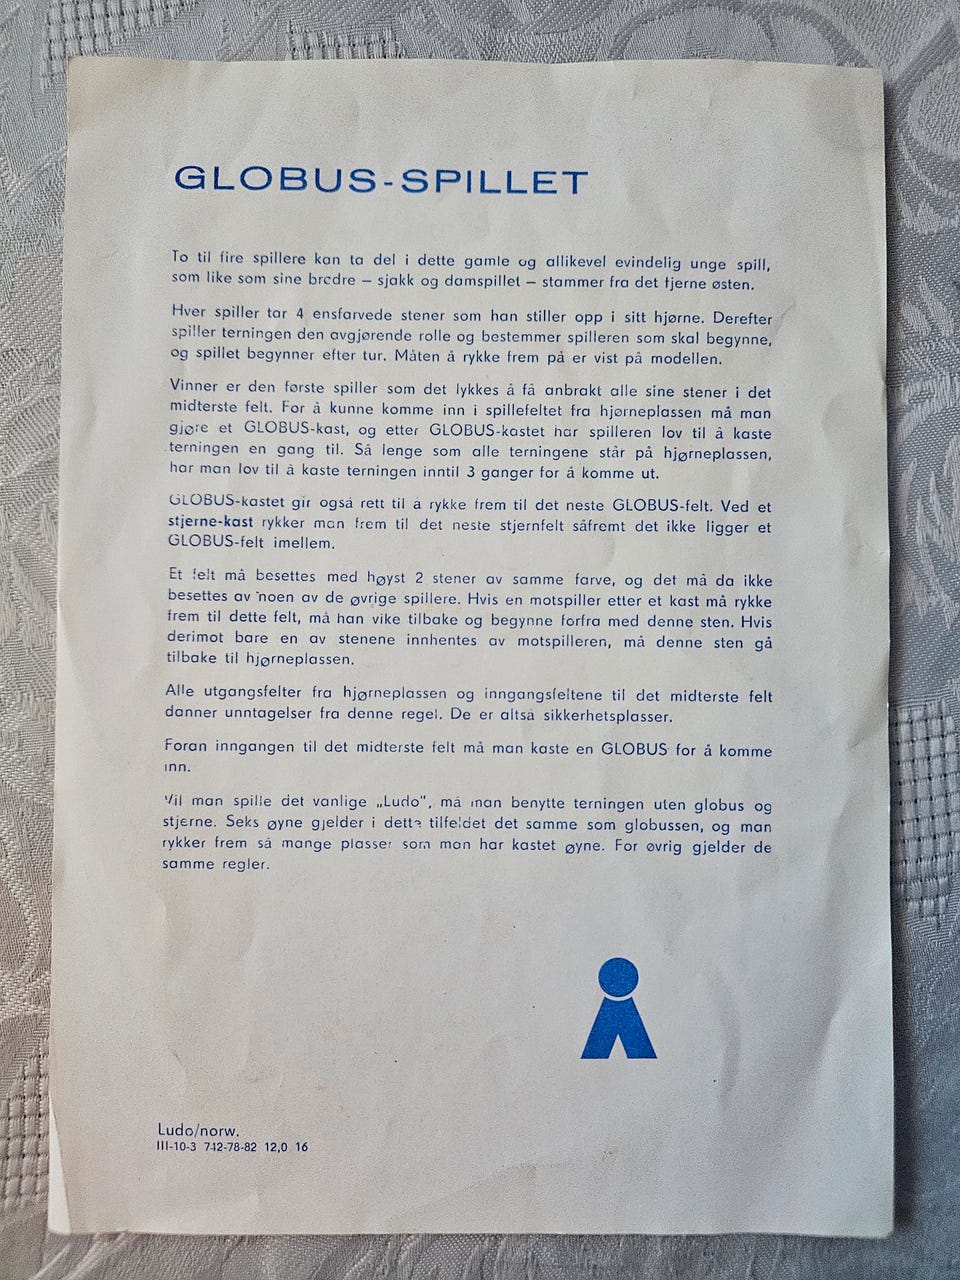 GLOBUS-SPILLET
To til fire spillere kan ta del i dette gamle og allikevel evindelig unge spill,
som like som sine brødre – sjakk og damspillet – stammer fra det fjerne østen.
Hver spiller tar 4 ensfarvede stener som han stiller opp i sitt hjørne. Derefter
spiller terningen den avgjørende rolle og bestemmer spilleren som skal begynne,
og spillet begynner efter tur. Måten å rykke frem på er vist på modellen.
Vinner er den første spiller som det lykkes å få anbrakt alle sine stener i det
midterste felt. For å kunne komme inn i spillefeltet fra hjørneplassen må man
gjøre et GLOBUS-kast, og etter GLOBUS-kastet har spilleren lov til å kaste
terningen en gang til. Så lenge som alle terningene står på hjørneplassen,
har man lov til å kaste terningen inntil 3 ganger for å komme ut.
GLOBUS-kastet gir også rett til å rykke frem til det neste GLOBUS-felt. Ved et
stjerne-kast rykker man frem til det neste stjernfelt såfremt det ikke ligger et
GLOBUS-felt imellem.
Et felt må besettes med høyst 2 stener av samme farve, og det må da ikke
besettes av noen av de øvrige spillere. Hvis en motspiller etter et kast må rykke
frem til dette felt, må han vike tilbake og begynne forfra med denne sten. Hvis
derimot bare en av stenene innhentes av motspilleren, må denne sten gå
tilbake til hjørneplassen.
Alle utgangsfelter fra hjørneplassen og inngangsfeltene til det midterste felt
danner unntagelser fra denne regel. De er altså sikkerhetsplasser.
Foran inngangen til det midterste felt må man kaste en GLOBUS for å komme
inn.
Vil man spille det vanlige „Ludo“, må man benytte terningen uten globus og
stjerne. Seks øyne gjelder i dette tilfeldet det samme som globussen, og man
rykker frem så mange plasser som man har kastet øyne. For øvrig gjelder de
samme regler.
Ludo/norw.
III-10-3 742-78-82 12,0 16